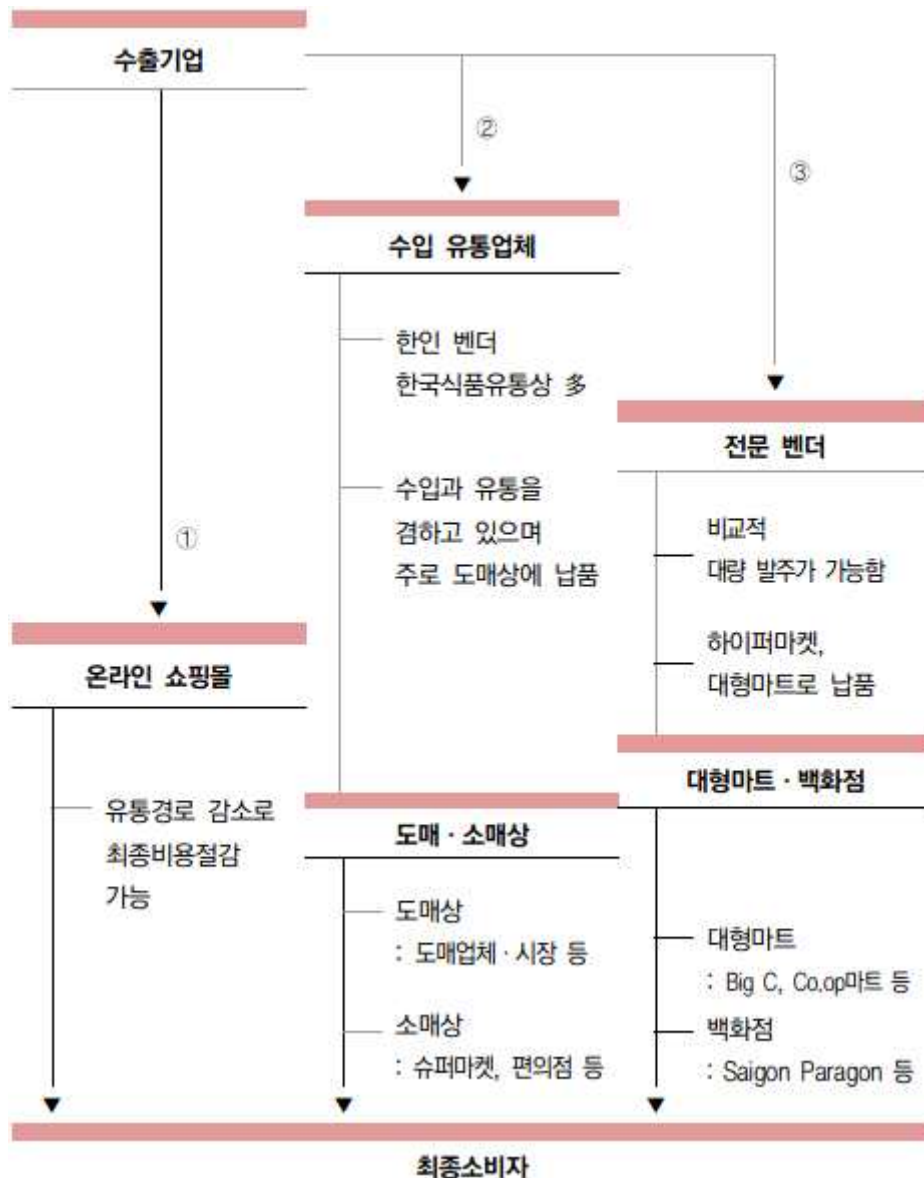 수출기업
②
③
수입 유통업체
한인 벤더
한국식품유통상 多
수입과 유통을
겸하고 있으며
주로 도매상에 납품
전문 벤더
비교적
대량 발주가 가능함
하이퍼마켓,
대형마트로 납품
①
온라인 쇼핑몰
유통경로 감소로
최종비용절감
가능
도매 · 소매상
도매상
: 도매업체 · 시장 등
소매상
: 슈퍼마켓, 편의점 등
대형마트 · 백화점
대형마트
: Big C, Co.op마트 등
백화점
: Saigon Paragon 등
최종소비자